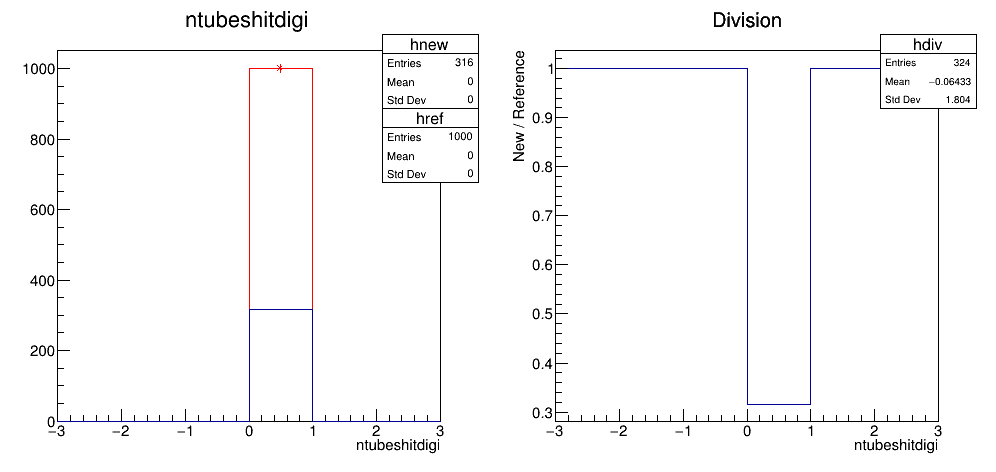 ntubeshitdigi
hnew
Entries 316
Mean 0
Std Dev 0
href
Entries 1000
Mean 0
Std Dev 0
1000
800
600
400
200
0
−3 −2 −1 0 1 2 3
ntubeshitdigi
Division
hdiv
Entries 324
Mean −0.06433
Std Dev 1.804
New / Reference
1
0.9
0.8
0.7
0.6
0.5
0.4
0.3
−3 −2 −1 0 1 2 3
ntubeshitdigi